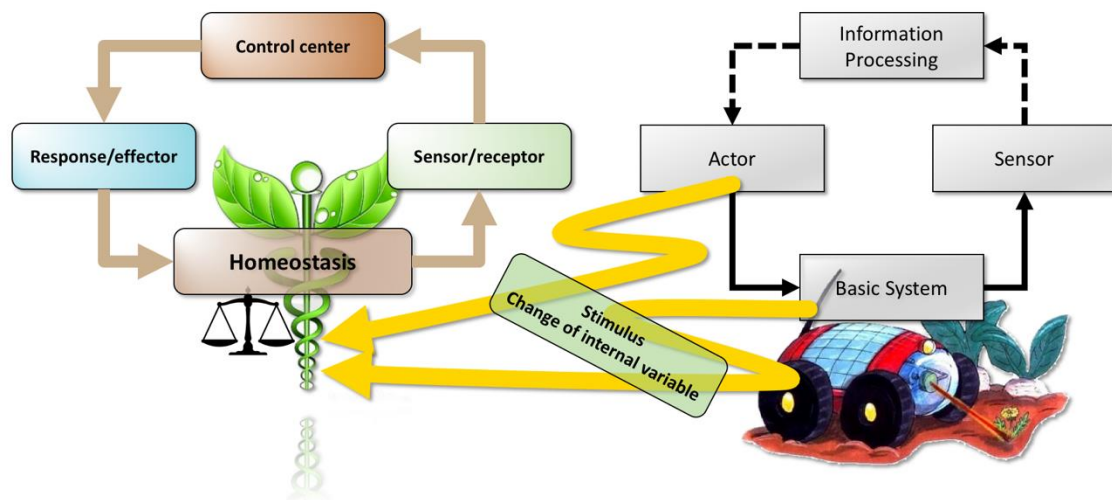 Control center
Response/effector
Sensor/receptor
Homeostasis
Stimulus
Change of internal variable
Information
Processing
Actor
Sensor
Basic System